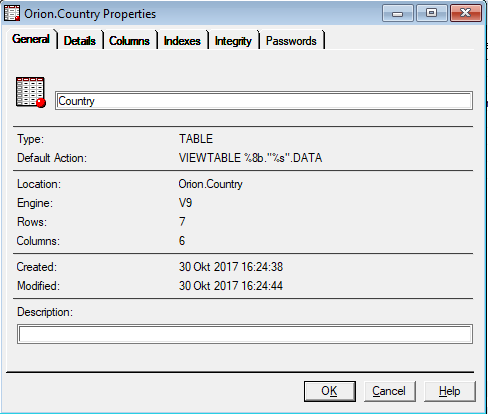 Orion.Country Properties
General Details Columns Indexes Integrity Passwords
Country
Type: TABLE
Default Action: VIEWTABLE %8b."%s".DATA
Location: Orion.Country
Engine: V9
Rows: 7
Columns: 6
Created: 30 Okt 2017 16:24:38
Modified: 30 Okt 2017 16:24:44
Description:
OK Cancel Help